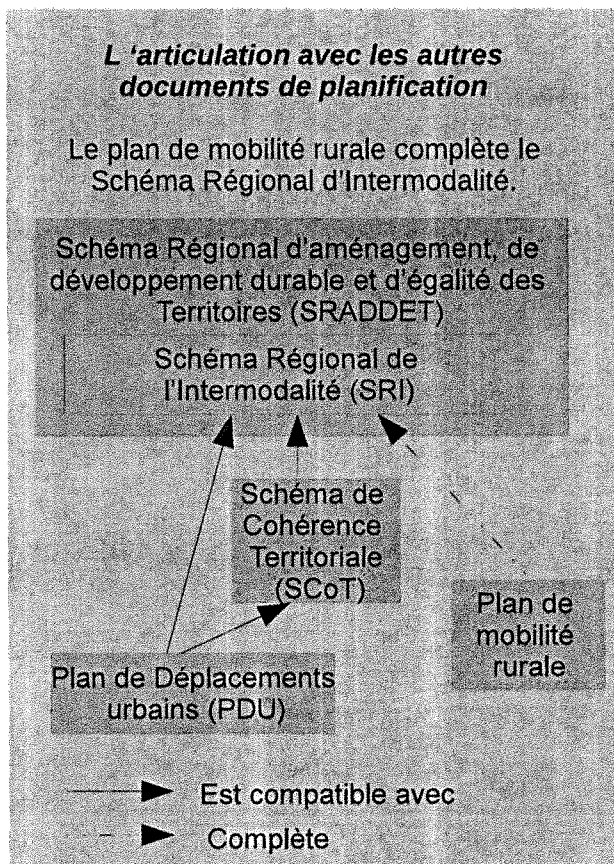 L 'articulation avec les autres
documents de planification
Le plan de mobilité rurale complète le
Schéma Régional d'Intermodalité.
Schéma Régional d'aménagement, de
développement durable et d'égalité des
Territoires (SRADDET)
Schéma Régional de
l'Intermodalité (SRI)
Schéma de
Cohérence
Territoriale
(SCoT)
Plan de
mobilité
rurale
Plan de Déplacements
urbains (PDU)
Est compatible avec
Complète